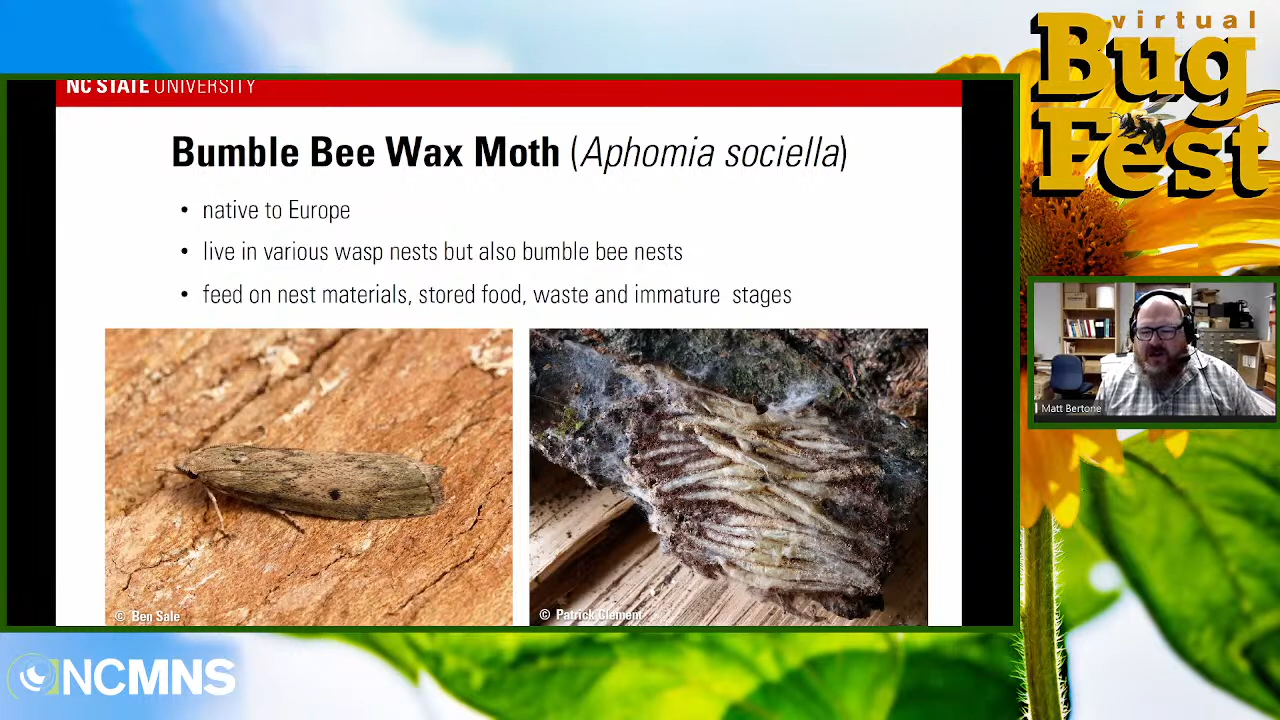 virtual
Bug
Fest
NC STATE UNIVERSITY
Bumble Bee Wax Moth (Aphomia sociella)
• native to Europe
• live in various wasp nests but also bumble bee nests
• feed on nest materials, stored food, waste and immature stages
© Ben Sale
© Patrick Clement
Matt Bertone
NCMNS